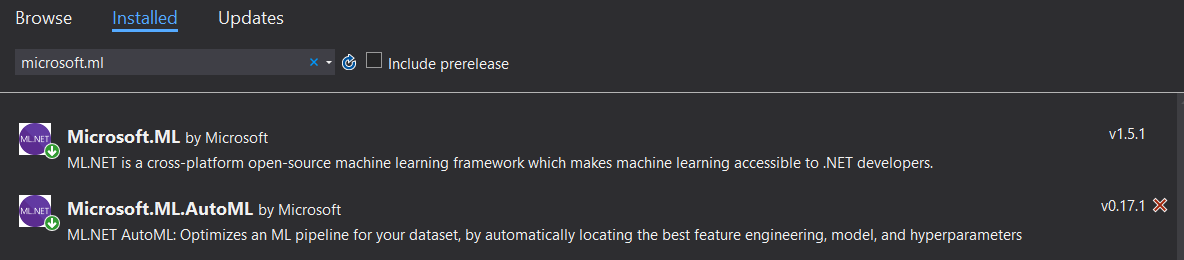 Browse Installed Updates
microsoft.ml Include prerelease
ML.NET Microsoft.ML by Microsoft v1.5.1
ML.NET is a cross-platform open-source machine learning framework which makes machine learning accessible to .NET developers.
ML.NET Microsoft.ML.AutoML by Microsoft v0.17.1
ML.NET AutoML: Optimizes an ML pipeline for your dataset, by automatically locating the best feature engineering, model, and hyperparameters